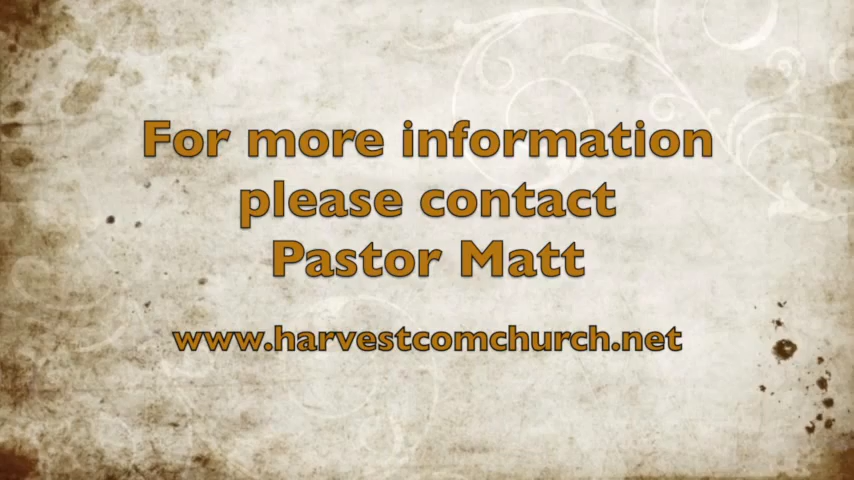 For more information
please contact
Pastor Matt
www.harvestcomchurch.net